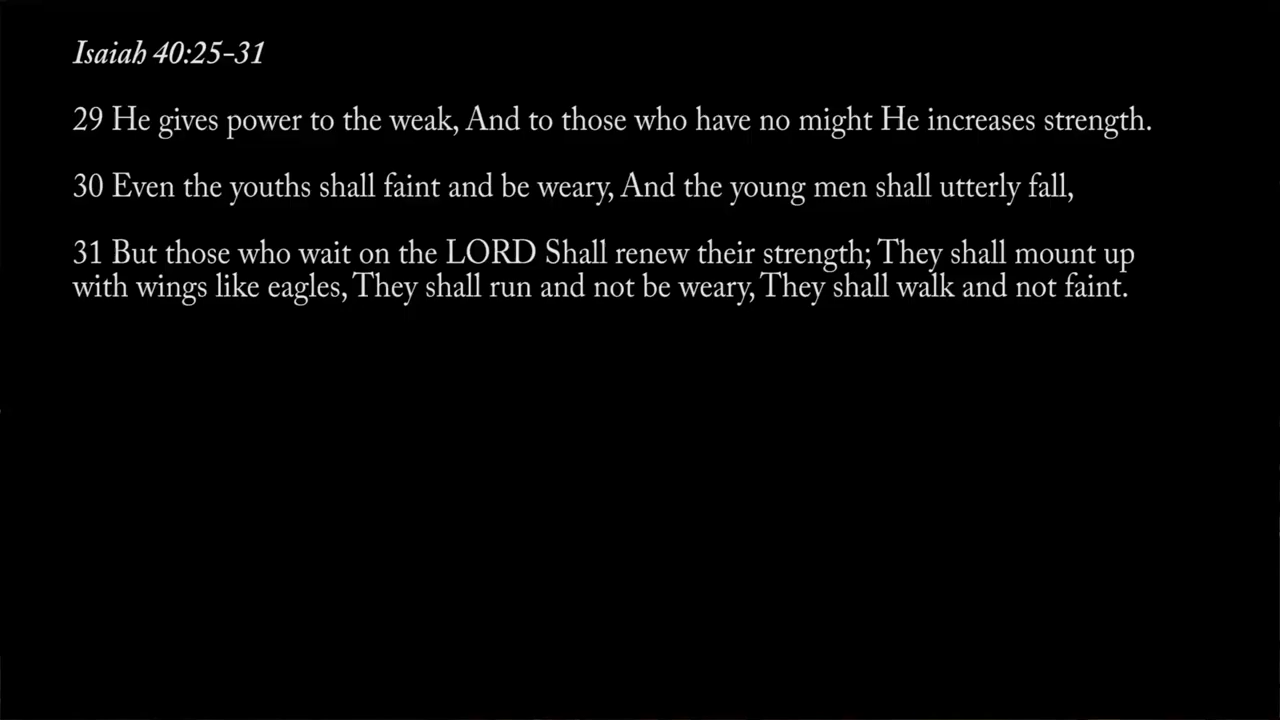 Isaiah 40:25-31
29 He gives power to the weak, And to those who have no might He increases strength.
30 Even the youths shall faint and be weary, And the young men shall utterly fall,
31 But those who wait on the LORD Shall renew their strength; They shall mount up
with wings like eagles, They shall run and not be weary, They shall walk and not faint.